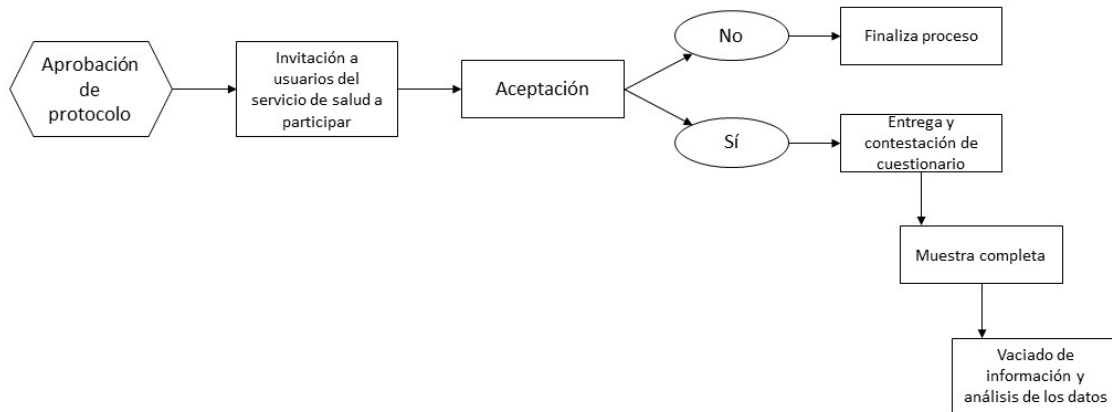 Aprobación
de
protocolo
Invitación a
usuarios del
servicio de salud a
participar
Aceptación
No
Finaliza proceso
Sí
Entrega y
contestación de
cuestionario
Muestra completa
Vaciado de
información y
análisis de los datos